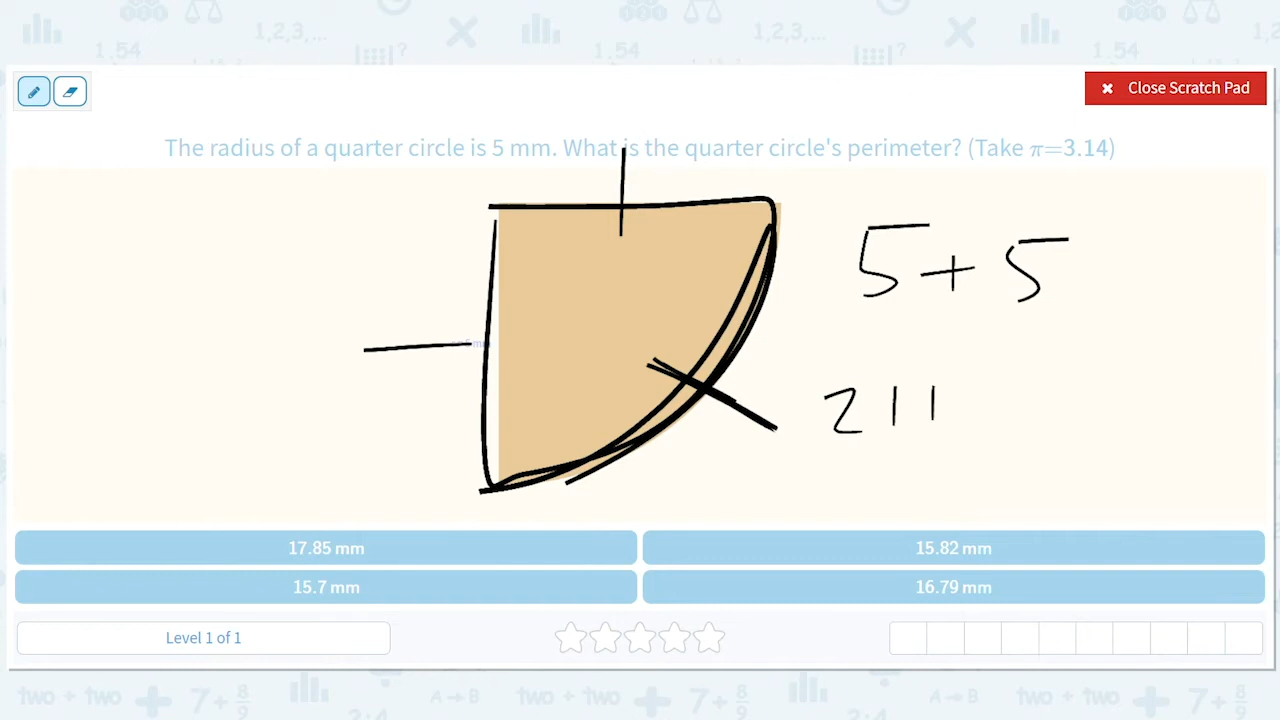 Close Scratch Pad
The radius of a quarter circle is 5 mm. What is the quarter circle's perimeter? (Take π=3.14)
5+5
211
17.85 mm
15.82 mm
15.7 mm
16.79 mm
Level 1 of 1